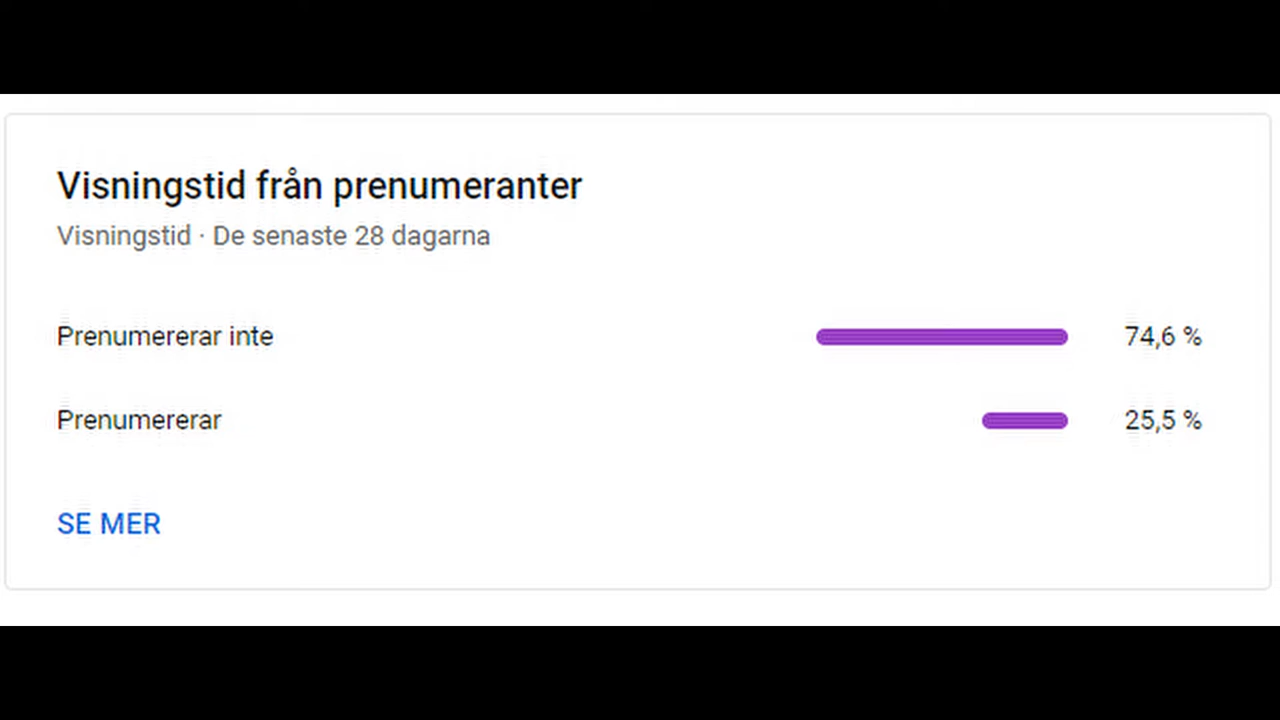 Visningstid från prenumeranter
Visningstid · De senaste 28 dagarna
Prenumererar inte 74,6 %
Prenumererar 25,5 %
SE MER